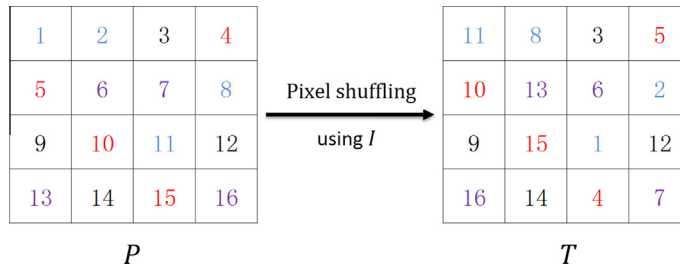 1 2 3 4
5 6 7 8
9 10 11 12
13 14 15 16
P
Pixel shuffling
using I
11 8 3 5
10 13 6 2
9 15 1 12
16 14 4 7
T